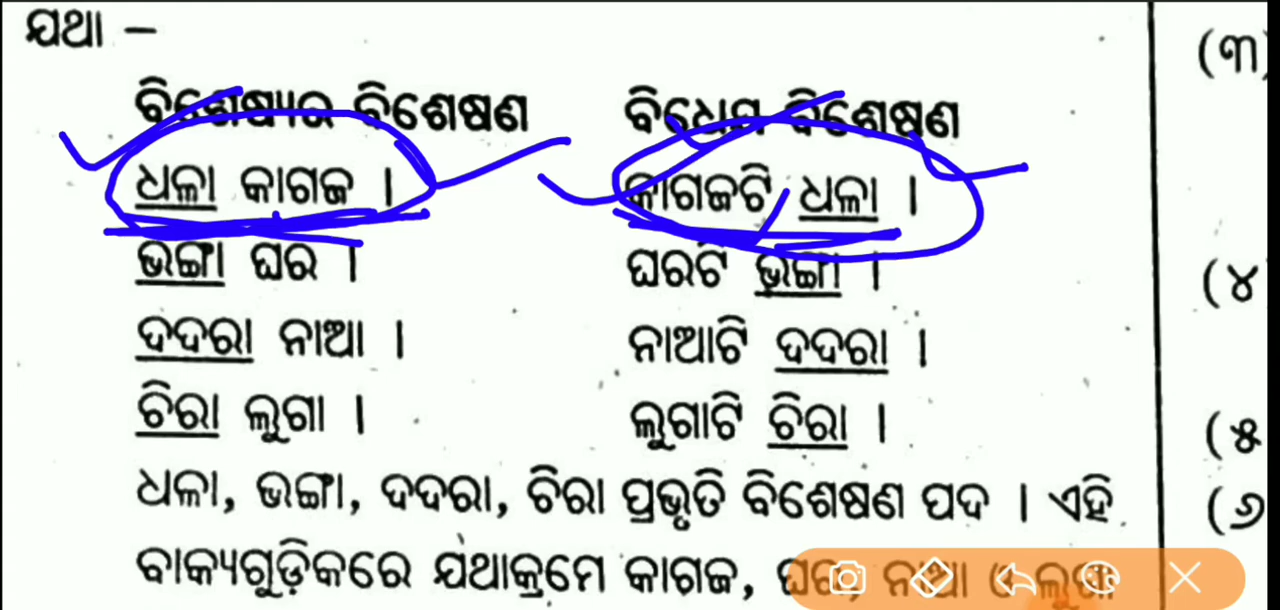 ଯଥା –
(୩)
ବିଶେଷ୍ୟର ବିଶେଷଣ ବିଧେୟ ବିଶେଷଣ
ଧଳା କାଗଜ । କାଗଜଟି ଧଳା ।
ଭଙ୍ଗା ଘର । ଘରଟି ଭଙ୍ଗା ।
(୪
ଦଦରା ନାଆ । ନାଆଟି ଦଦରା ।
ଚିରା ଲୁଗା । ଲୁଗାଟି ଚିରା ।
(୫
ଧଳା, ଭଙ୍ଗା, ଦଦରା, ଚିରା ପ୍ରଭୃତି ବିଶେଷଣ ପଦ । ଏହି
(୬
ବାକ୍ୟଗୁଡ଼ିକରେ ଯଥାକ୍ରମେ କାଗଜ, ଘର, ନାଆ ଓ ଲୁଗା